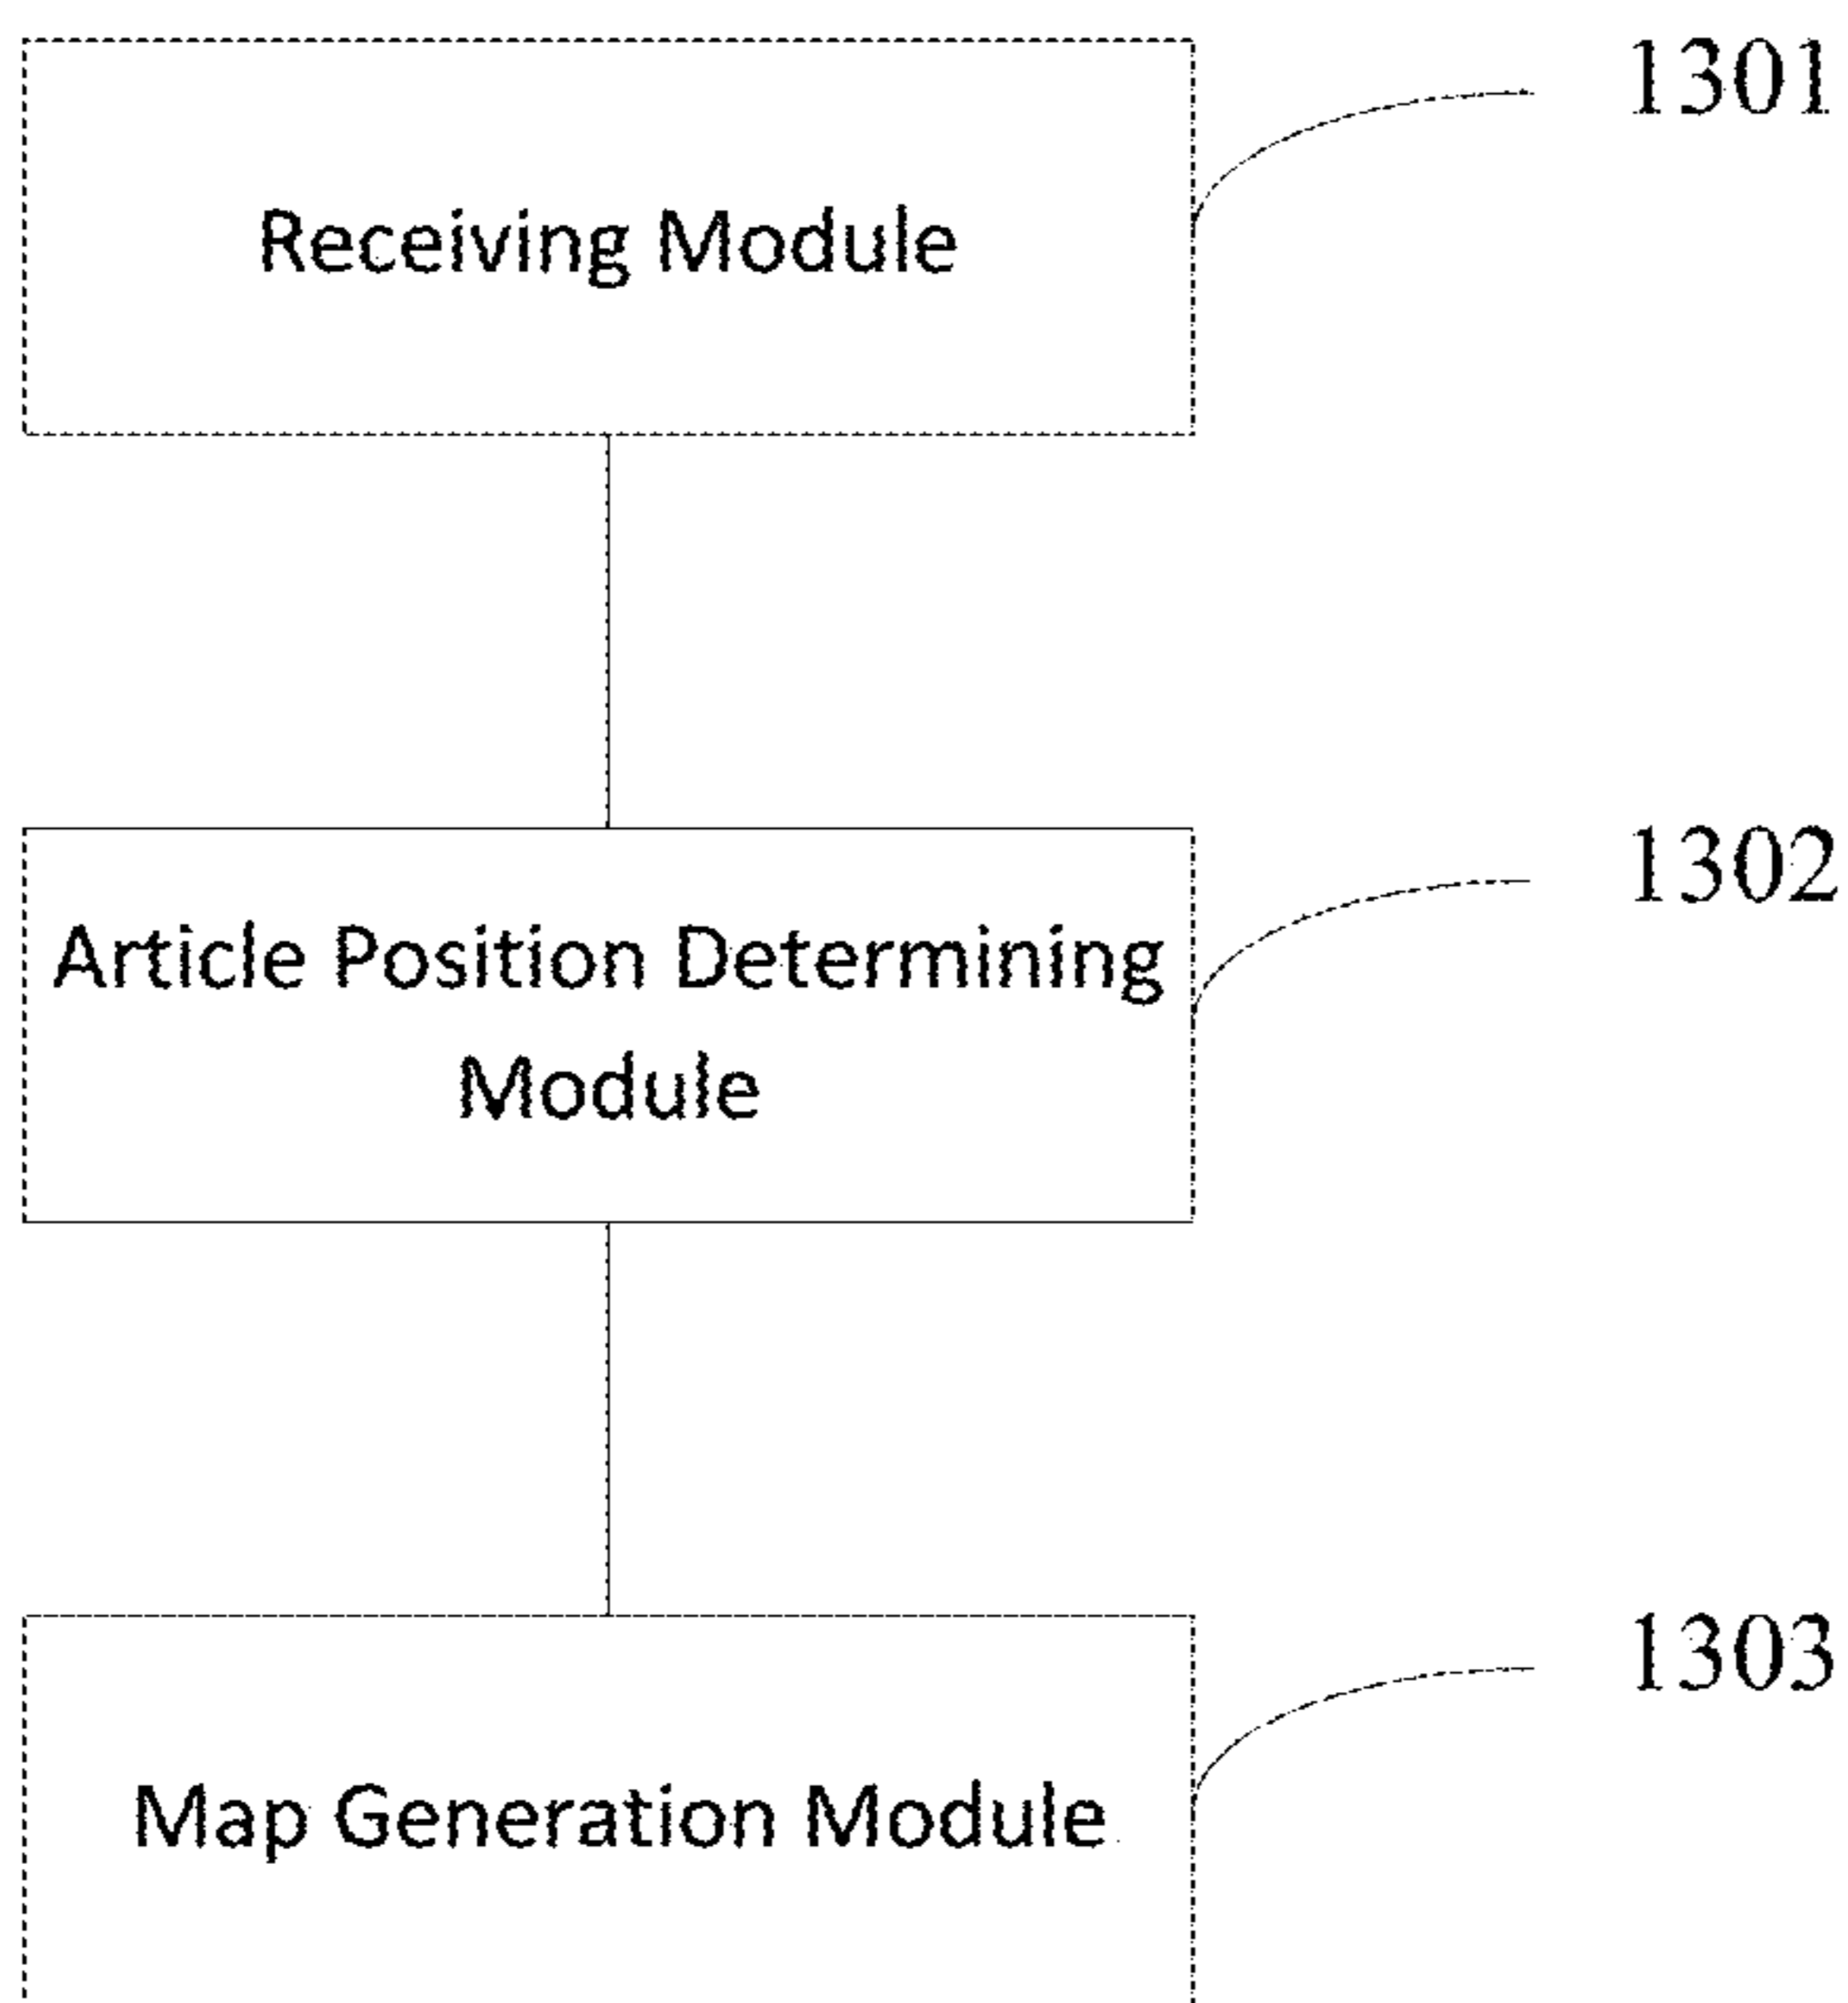 1301
Receiving Module
1302
Article Position Determining
Module
1303
Map Generation Module